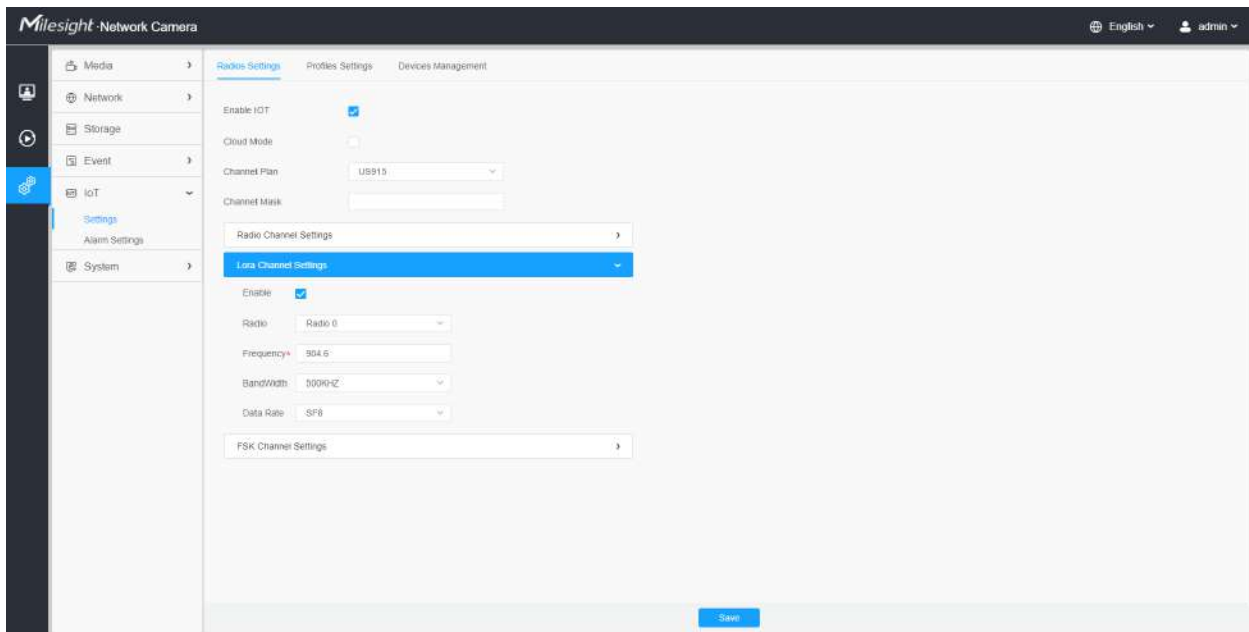 Milesight Network Camera
English
admin
Media
Network
Storage
Event
IoT
Settings
Alarm Settings
System
Radios Settings Profiles Settings Devices Management
Enable IOT
Cloud Mode
Channel Plan US915
Channel Mask
Radio Channel Settings
Lora Channel Settings
Enable
Radio Radio 0
Frequency* 904.6
BandWidth 500KHZ
Data Rate SF8
FSK Channel Settings
Save